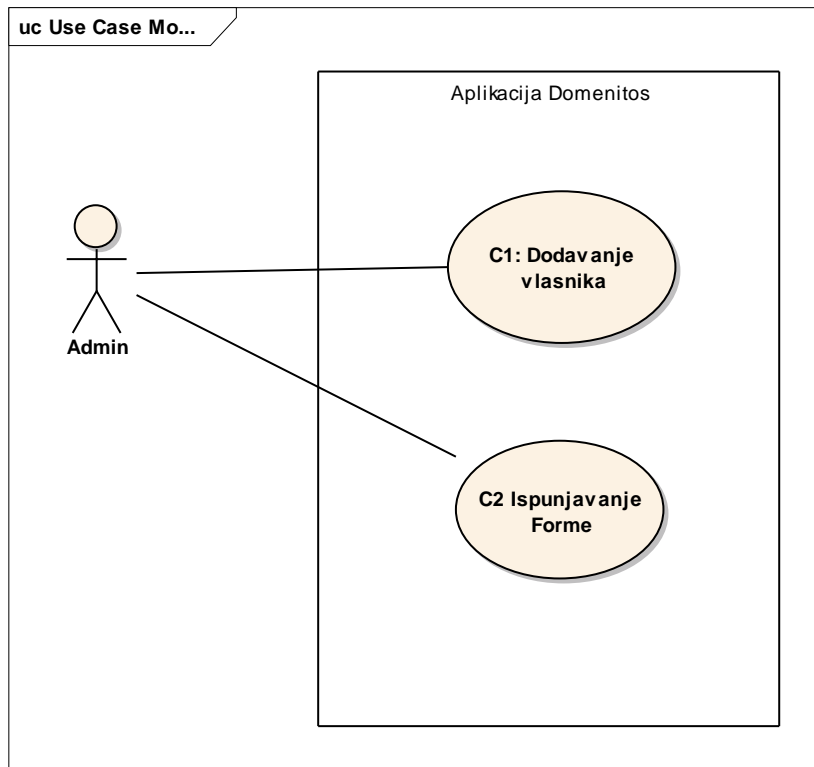 uc Use Case Mo...
Aplikacija Domenitos
C1: Dodavanje
vlasnika
Admin
C2 Ispunjavanje
Forme